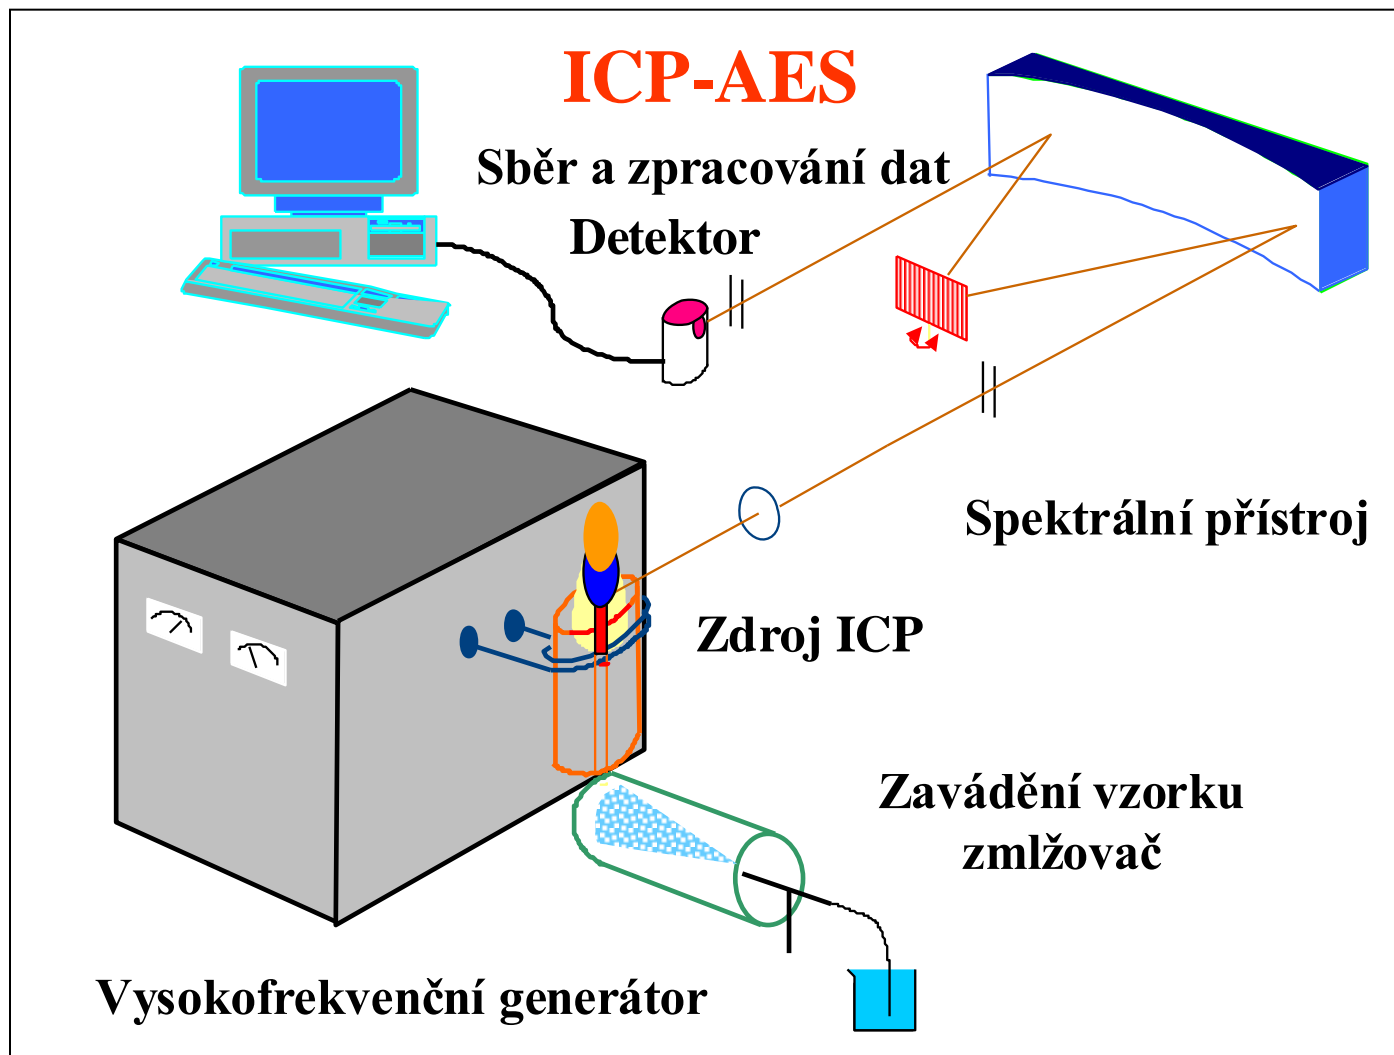 ICP-AES
Sběr a zpracování dat
Detektor
Spektrální přístroj
Zdroj ICP
Zavádění vzorku
zmlžovač
Vysokofrekvenční generátor